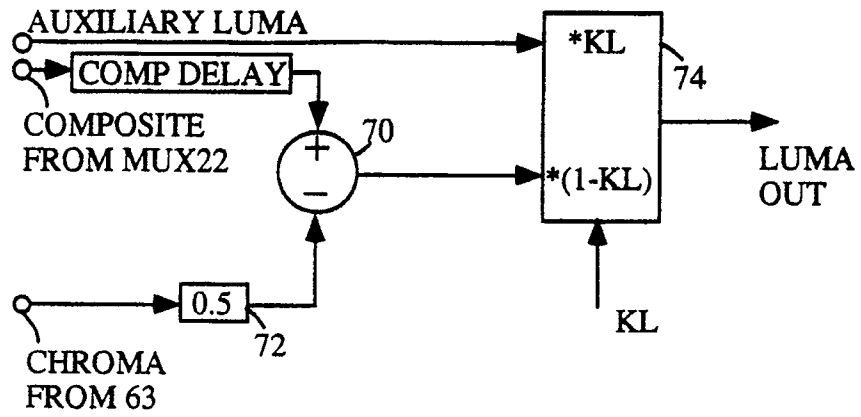 AUXILIARY LUMA
COMP DELAY
COMPOSITE
FROM MUX22
70
+
−
*KL
74
*(1-KL)
LUMA
OUT
0.5
72
KL
CHROMA
FROM 63